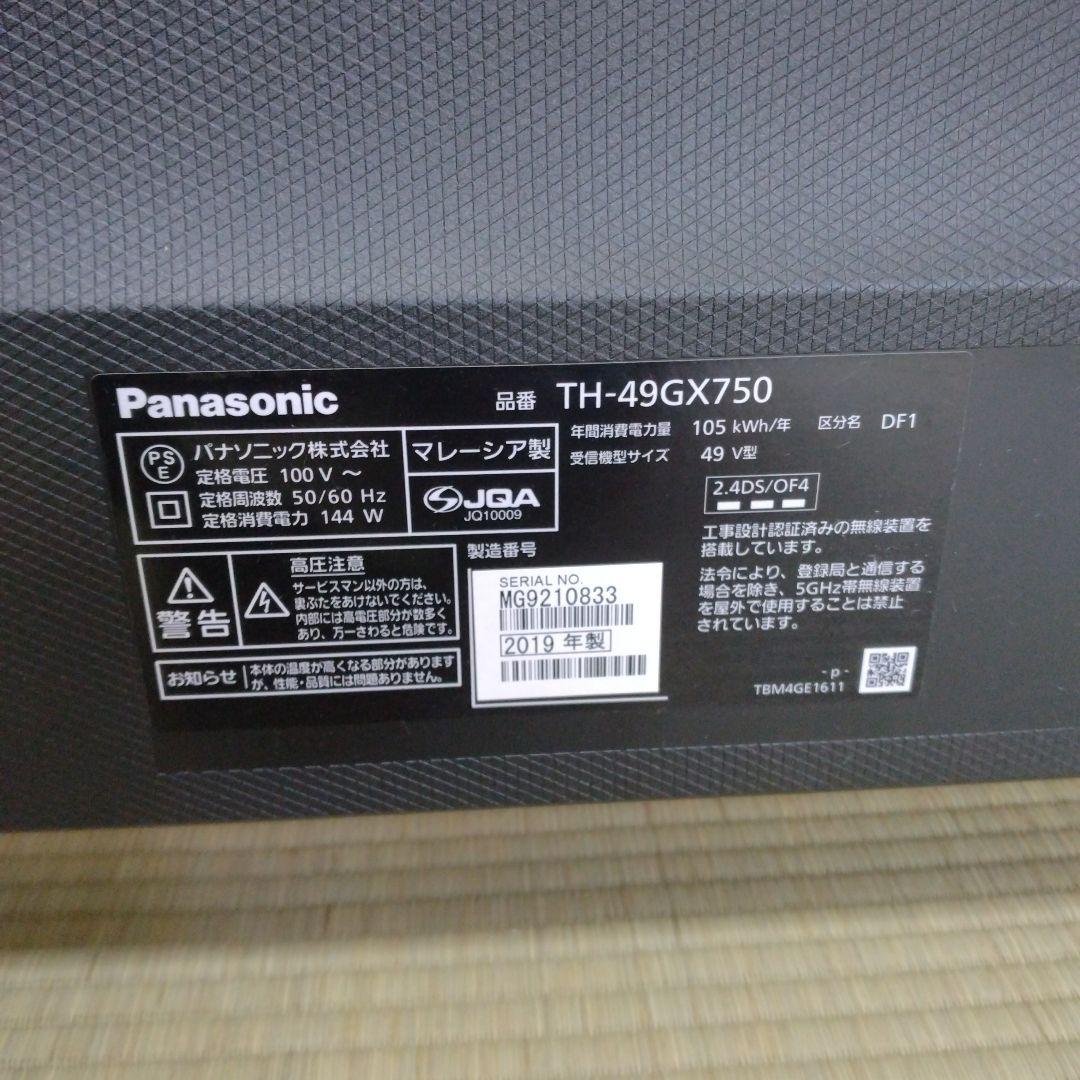 Panasonic
品番 TH-49GX750
年間消費電力量 105 kWh/年 区分名 DF1
受信機型サイズ 49 V型
PS
E
パナソニック株式会社
定格電圧 100 V ～
定格周波数 50/60 Hz
定格消費電力 144 W
マレーシア製
JQA
JQ10009
2.4DS/OF4
工事設計認証済みの無線装置を
搭載しています。
法令により、登録局と通信する
場合を除き、5GHz帯無線装置
を屋外で使用することは禁止
されています。
警告
高圧注意
サービスマン以外の方は、
裏ぶたをあけないでください。
内部には高電圧部分が数多く
あり、万一さわると危険です。
お知らせ
本体の温度が高くなる部分があります
が、性能・品質には問題ありません。
製造番号
SERIAL NO.
MG9210833
2019 年製
- p -
TBM4GE1611